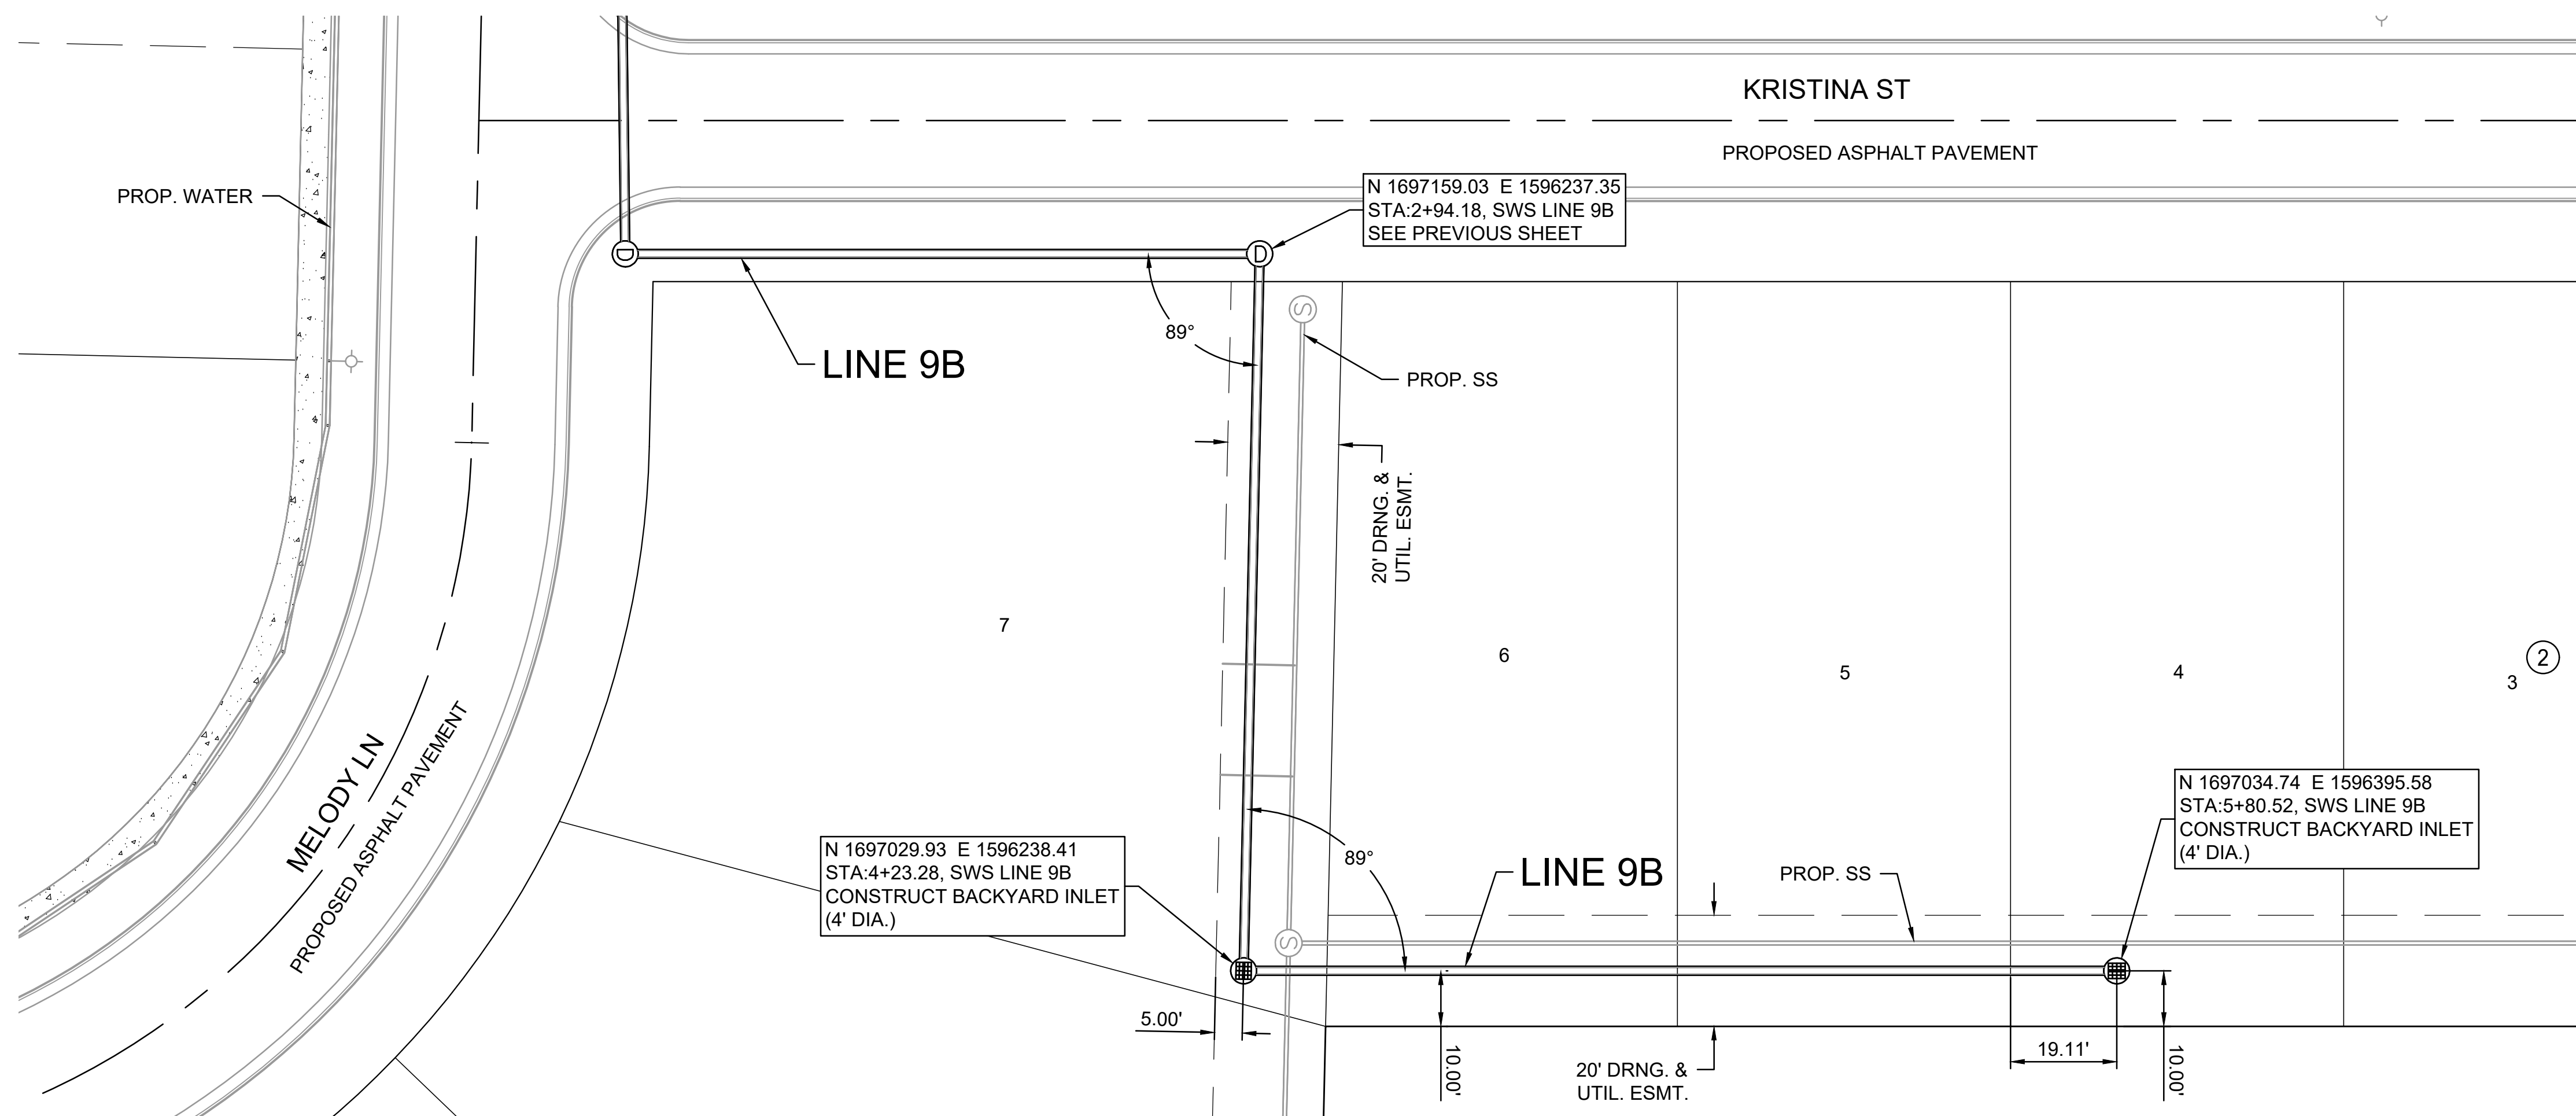 KRISTINA ST
PROPOSED ASPHALT PAVEMENT
PROP. WATER
N 1697159.03 E 1596237.35
STA:2+94.18, SWS LINE 9B
SEE PREVIOUS SHEET
D
D
S
89°
LINE 9B
PROP. SS
20' DRNG. &
UTIL. ESMT.
7
6
5
4
3
2
MELODY LN
PROPOSED ASPHALT PAVEMENT
N 1697034.74 E 1596395.58
STA:5+80.52, SWS LINE 9B
CONSTRUCT BACKYARD INLET
(4' DIA.)
N 1697029.93 E 1596238.41
STA:4+23.28, SWS LINE 9B
CONSTRUCT BACKYARD INLET
(4' DIA.)
89°
LINE 9B
PROP. SS
S
5.00'
10.00'
20' DRNG. &
UTIL. ESMT.
19.11'
10.00'